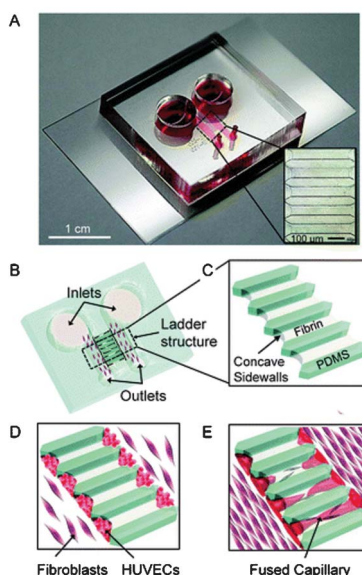 A
1 cm
100 μm
B
Inlets
Ladder
structure
Outlets
C
Fibrin
Concave
Sidewalls
PDMS
D
Fibroblasts
HUVECs
E
Fused Capillary